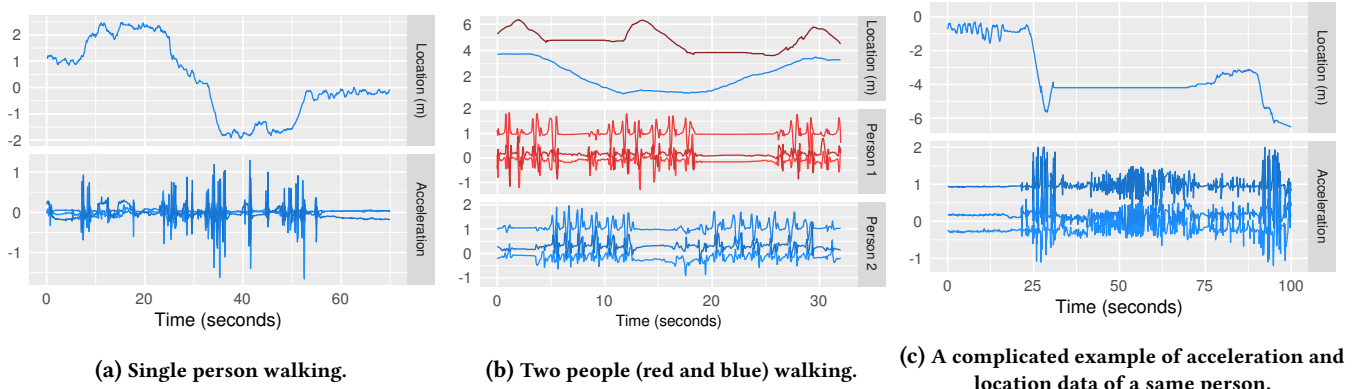 2
1
0
-1
-2
Location (m)
1
0
-1
Acceleration
0
20
40
60
Time (seconds)
(a) Single person walking.
6
4
2
Location (m)
2
1
0
-1
Person 1
2
1
0
-1
Person 2
0
10
20
30
Time (seconds)
(b) Two people (red and blue) walking.
0
-2
-4
-6
Location (m)
2
1
0
-1
Acceleration
0
25
50
75
100
Time (seconds)
(c) A complicated example of acceleration and
location data of a same person.